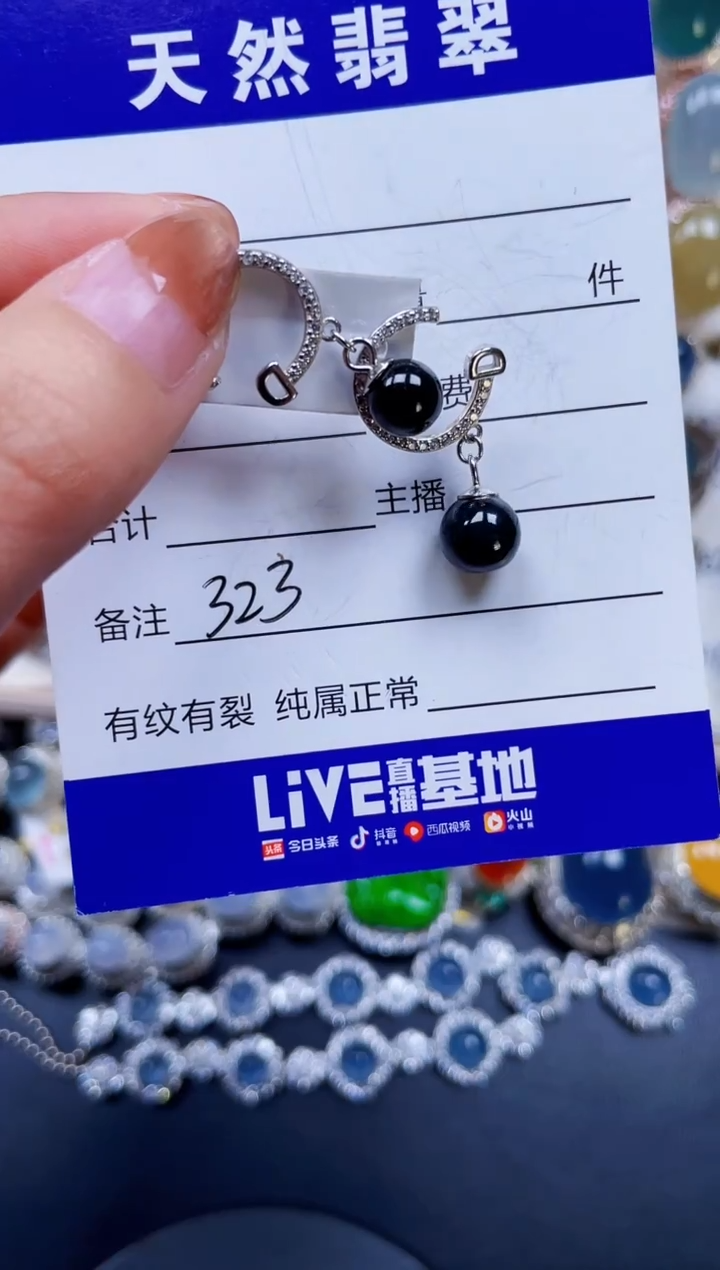 天然翡翠
件
费
计 主播
备注 323
有纹有裂 纯属正常
LiVE直播基地
头条 今日头条 抖音 西瓜视频 火山